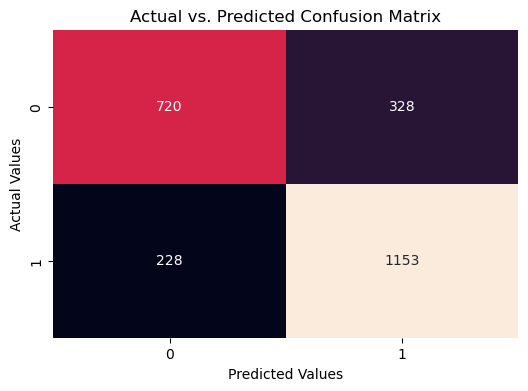 Actual vs. Predicted Confusion Matrix
Actual Values
0
720
328
1
228
1153
0
1
Predicted Values